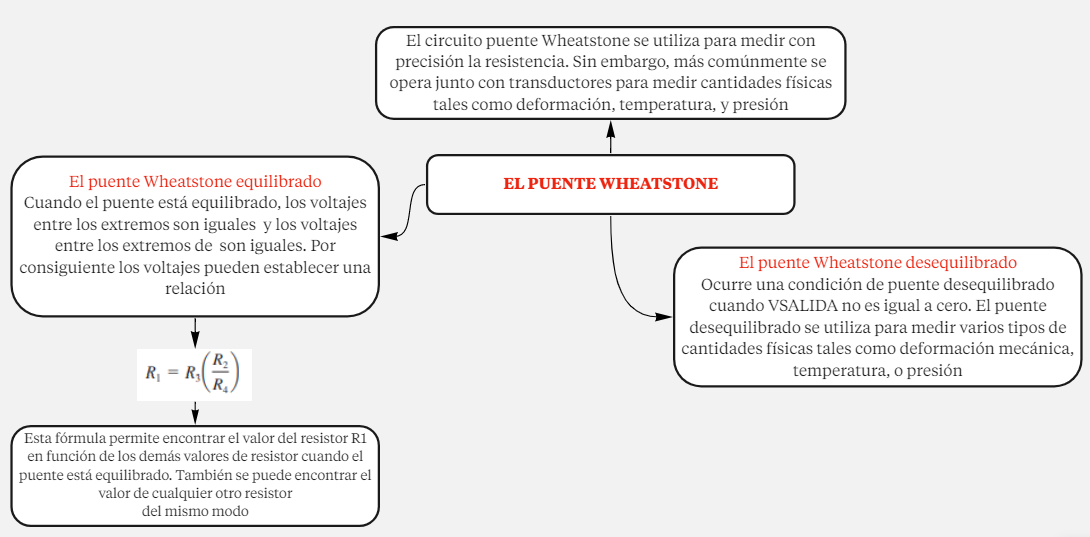 El circuito puente Wheatstone se utiliza para medir con
precisión la resistencia. Sin embargo, más comúnmente se
opera junto con transductores para medir cantidades físicas
tales como deformación, temperatura, y presión
EL PUENTE WHEATSTONE
El puente Wheatstone equilibrado
Cuando el puente está equilibrado, los voltajes
entre los extremos son iguales  y los voltajes
entre los extremos de  son iguales. Por
consiguiente los voltajes pueden establecer una
relación
R₁ = R₃(R₂/R₄)
Esta fórmula permite encontrar el valor del resistor R1
en función de los demás valores de resistor cuando el
puente está equilibrado. También se puede encontrar el
valor de cualquier otro resistor
del mismo modo
El puente Wheatstone desequilibrado
Ocurre una condición de puente desequilibrado
cuando VSALIDA no es igual a cero. El puente
desequilibrado se utiliza para medir varios tipos de
cantidades físicas tales como deformación mecánica,
temperatura, o presión